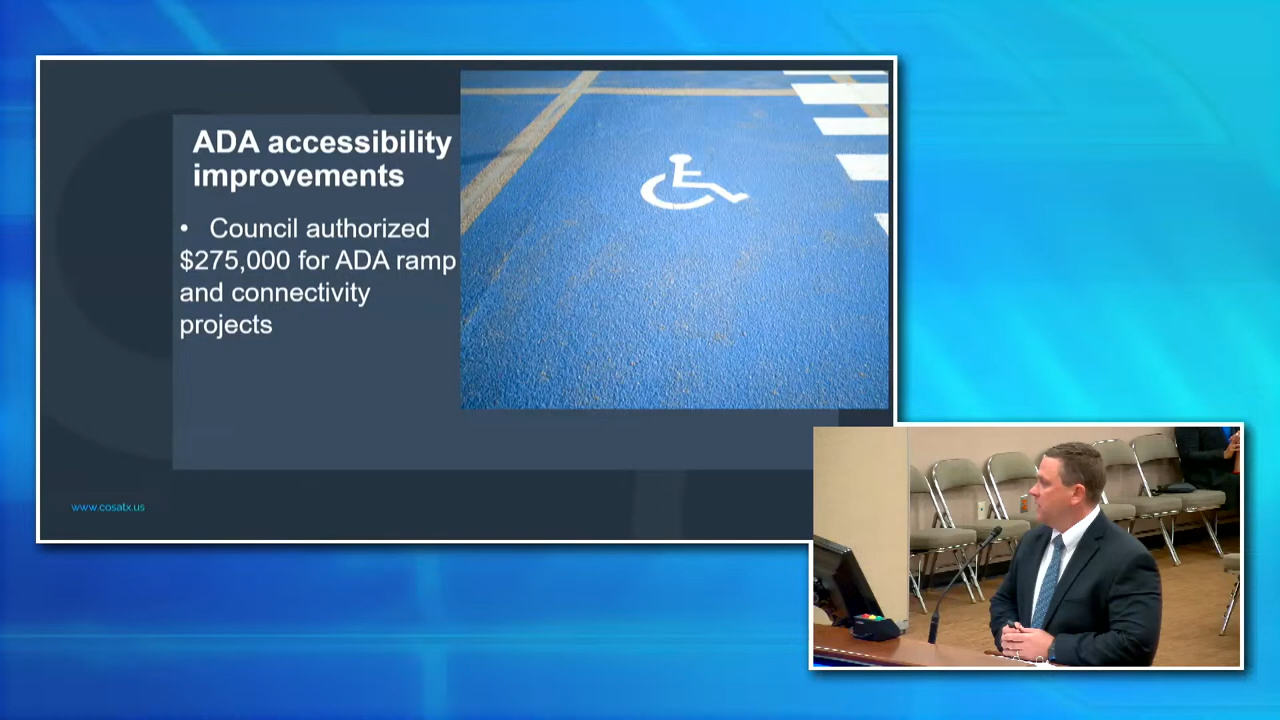 ADA accessibility
improvements
• Council authorized
$275,000 for ADA ramp
and connectivity
projects
www.cosatx.us